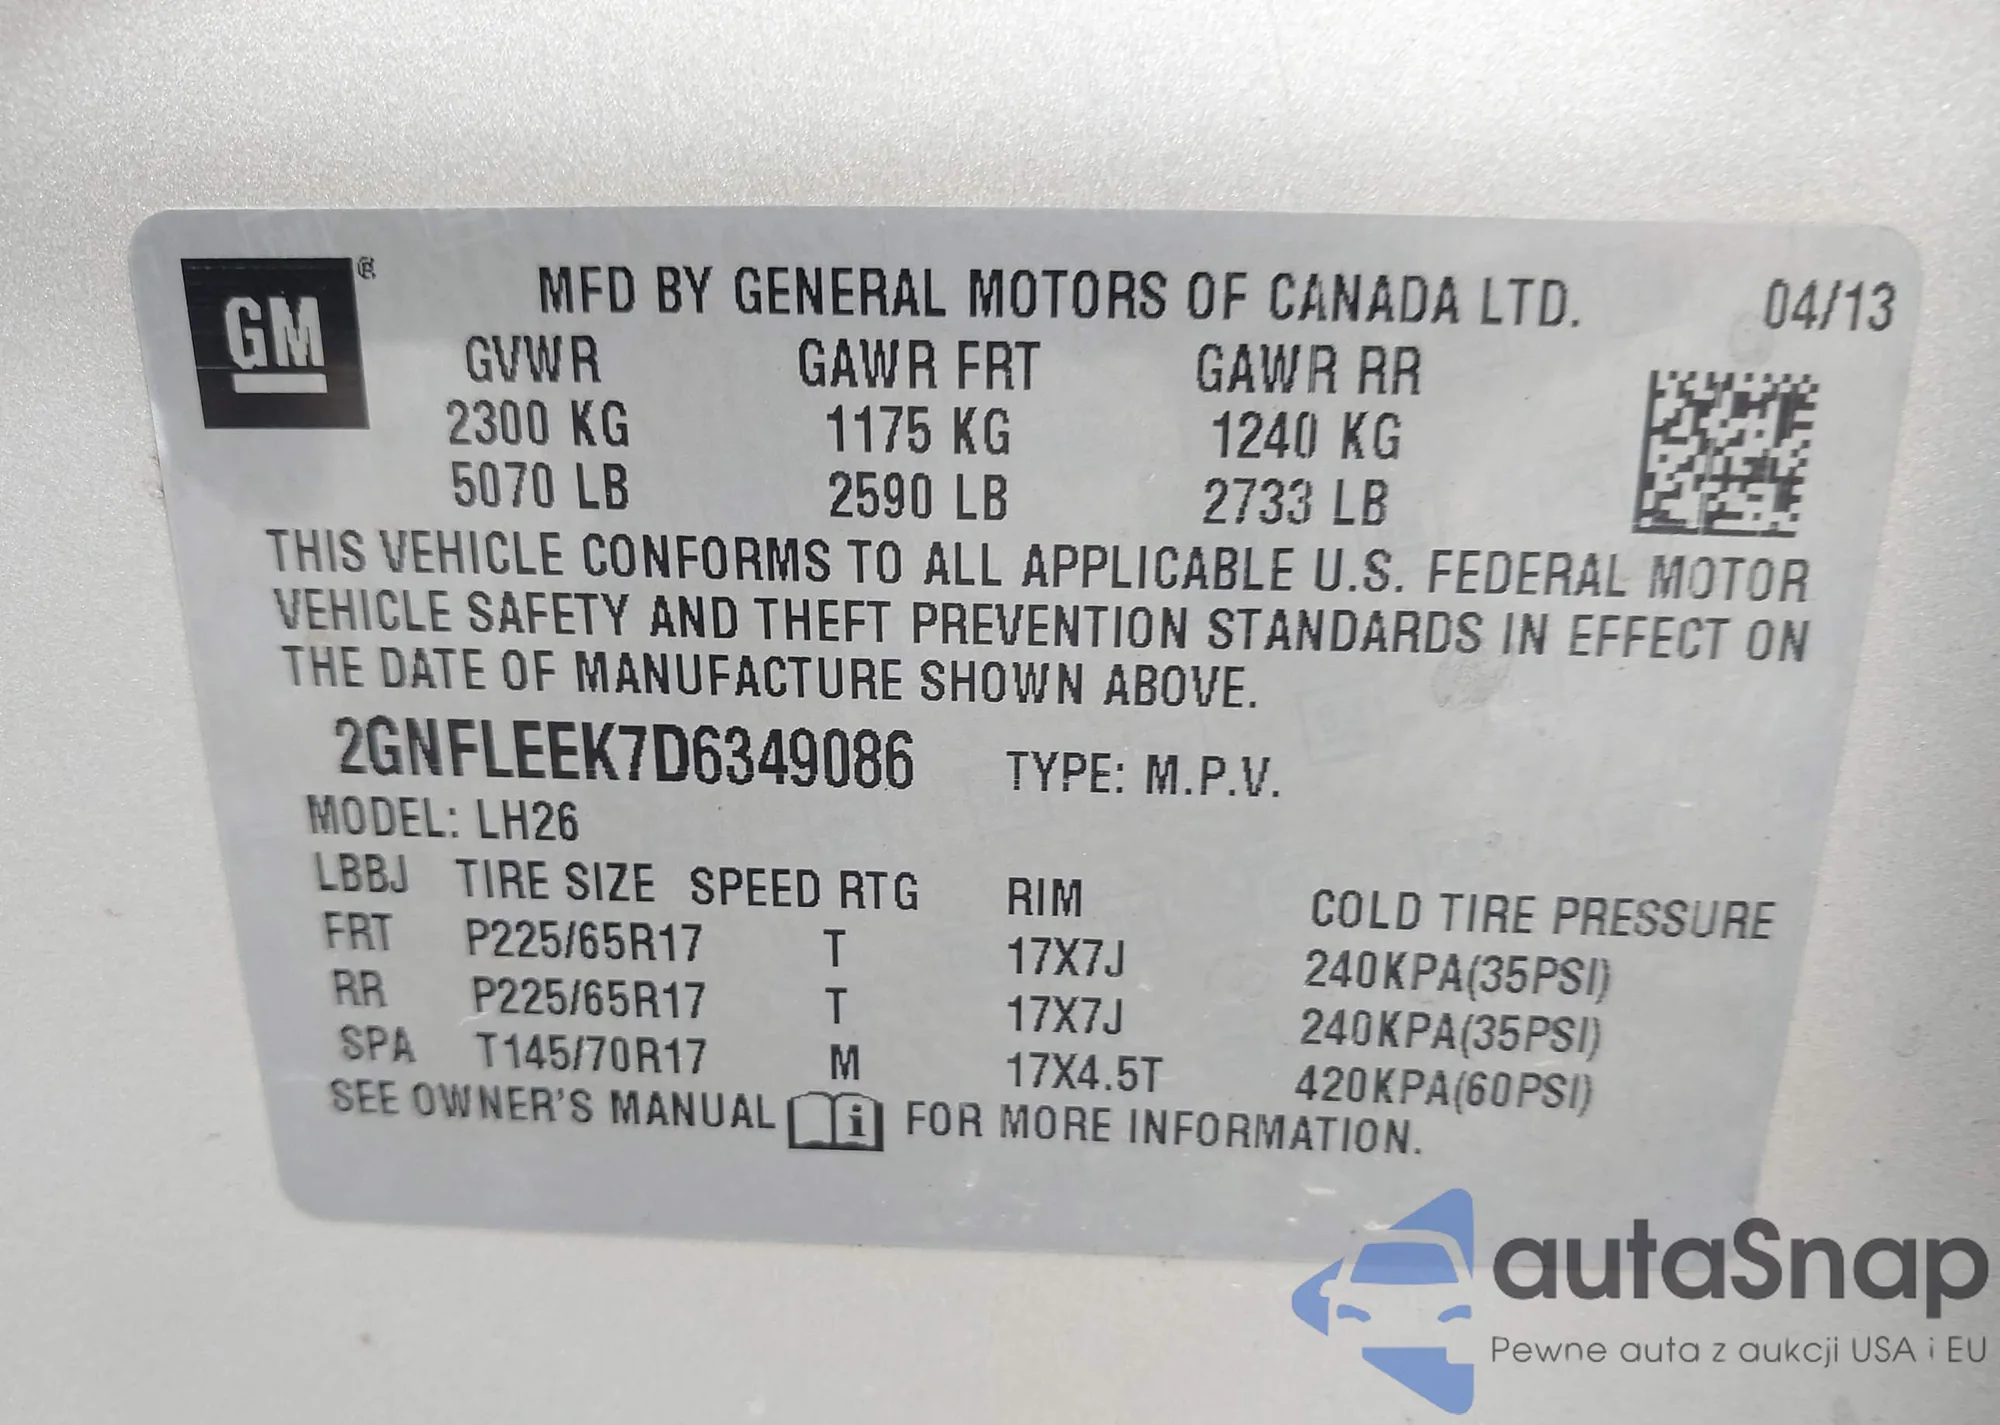 GM ®
MFD BY GENERAL MOTORS OF CANADA LTD. 04/13
GVWR GAWR FRT GAWR RR
2300 KG 1175 KG 1240 KG
5070 LB 2590 LB 2733 LB
THIS VEHICLE CONFORMS TO ALL APPLICABLE U.S. FEDERAL MOTOR
VEHICLE SAFETY AND THEFT PREVENTION STANDARDS IN EFFECT ON
THE DATE OF MANUFACTURE SHOWN ABOVE.
2GNFLEEK7D6349086 TYPE: M.P.V.
MODEL: LH26
LBBJ TIRE SIZE SPEED RTG RIM COLD TIRE PRESSURE
FRT P225/65R17 T 17X7J 240KPA(35PSI)
RR P225/65R17 T 17X7J 240KPA(35PSI)
SPA T145/70R17 M 17X4.5T 420KPA(60PSI)
SEE OWNER'S MANUAL i FOR MORE INFORMATION.
autaSnap
Pewne auta z aukcji USA i EU